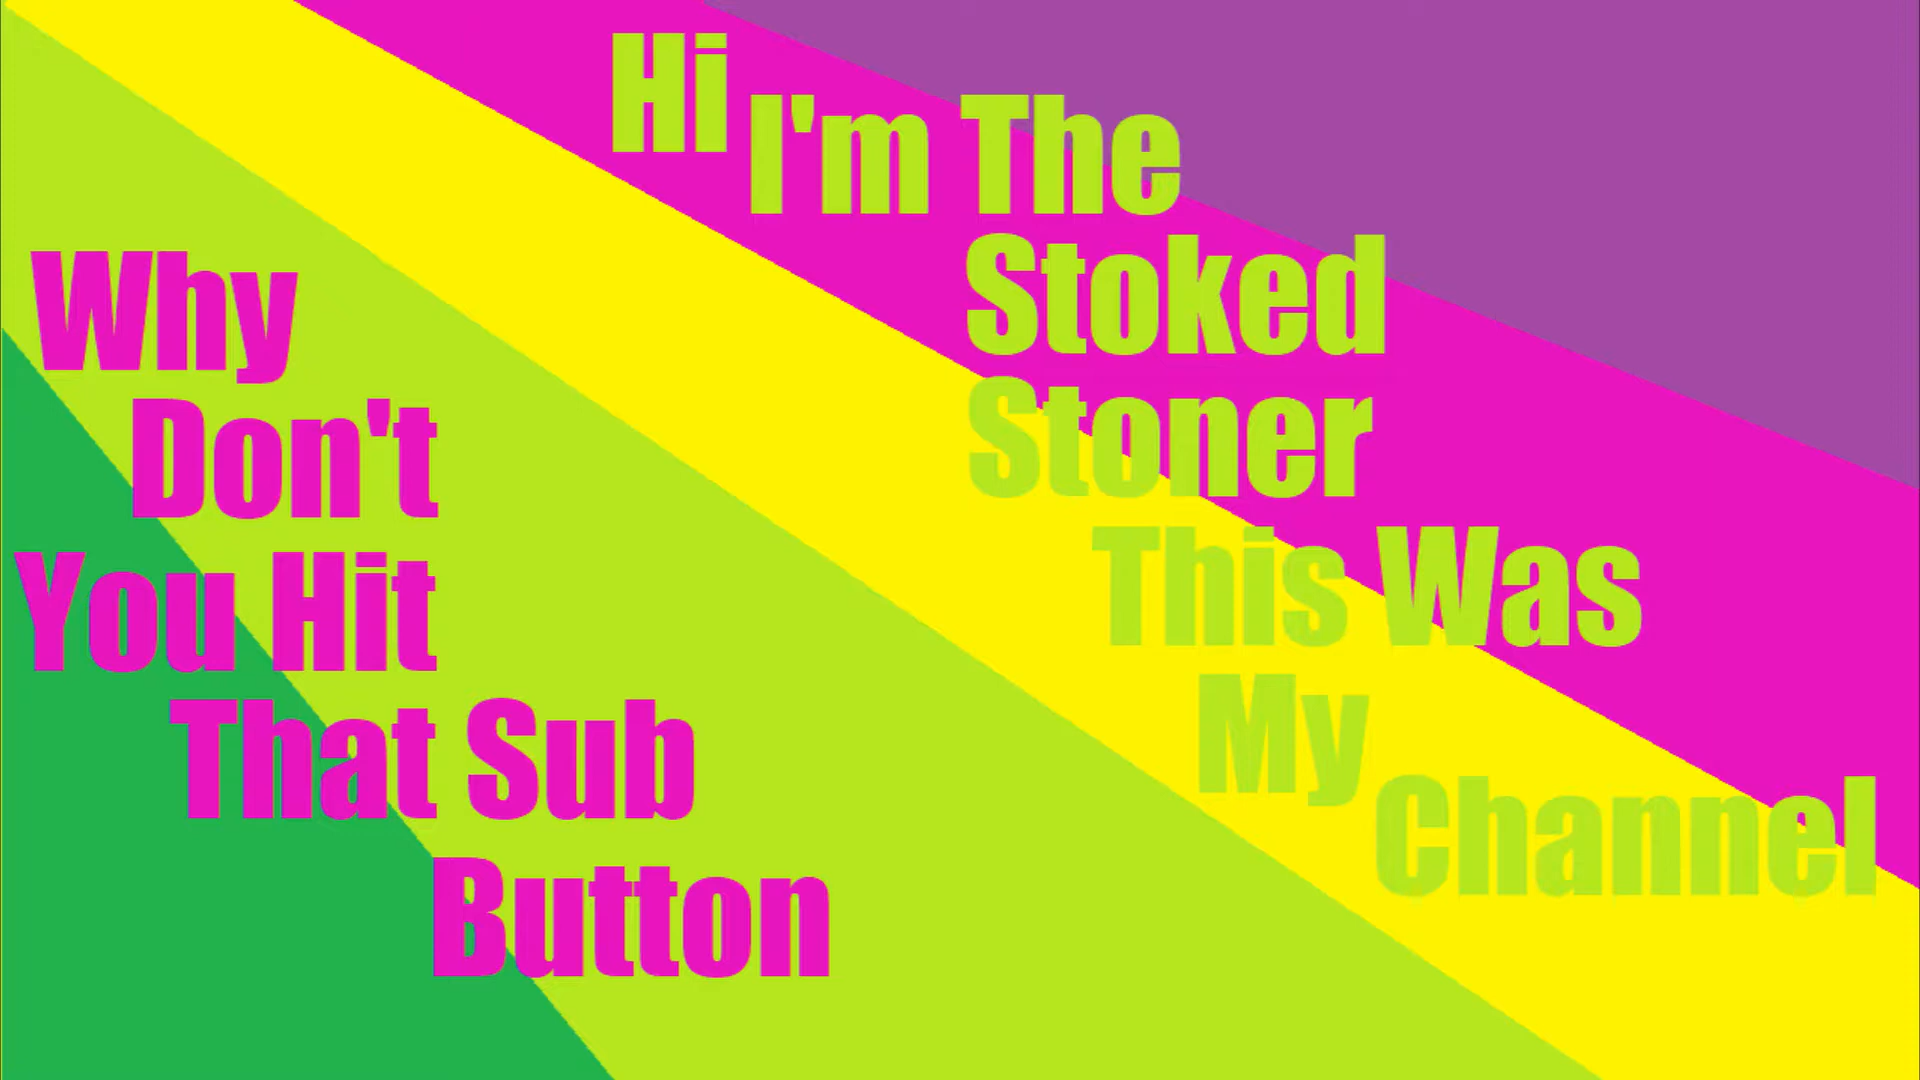 Hi
I'm The
Stoked
Stoner
This Was
My
Channel
Why
Don't
You Hit
That Sub
Button